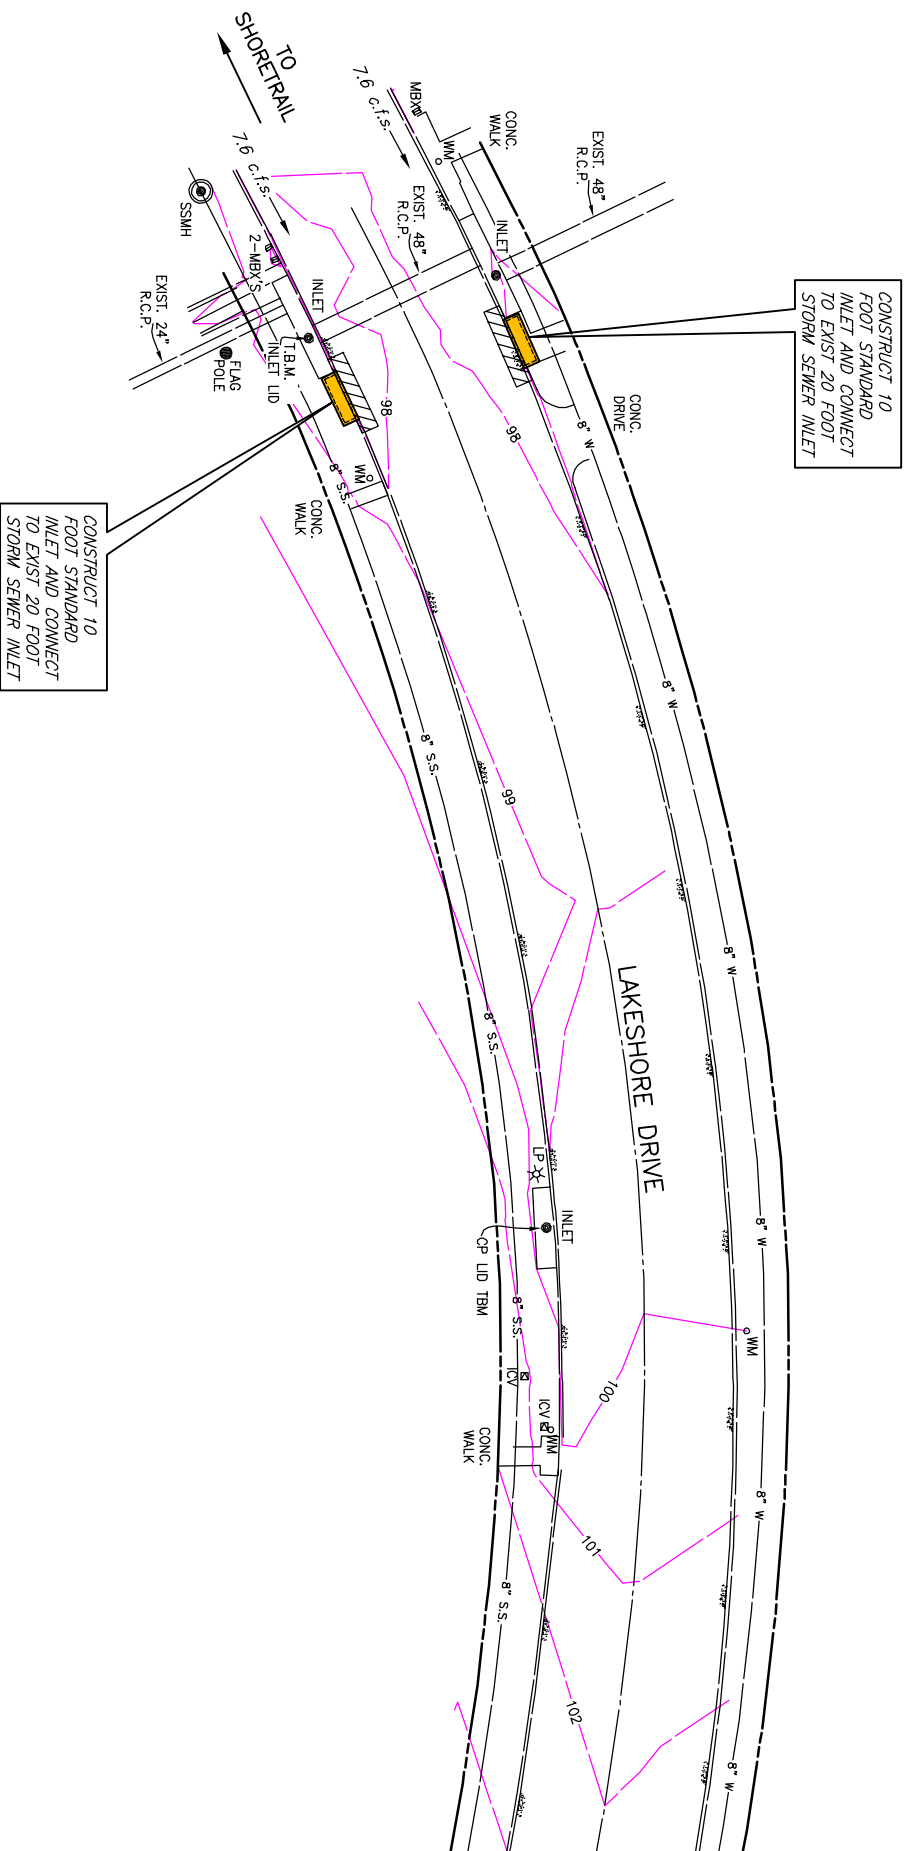 TO
SHORETRAIL
7.6 c.f.s.
7.6 c.f.s.
MBX
WM
CONC.
WALK
EXIST. 48"
R.C.P.
EXIST. 48"
R.C.P.
INLET
SSMH
2-MBX'S
INLET
T.B.M.
INLET LID
EXIST. 24"
R.C.P.
FLAG
POLE
CONSTRUCT 10
FOOT STANDARD
INLET AND CONNECT
TO EXIST 20 FOOT
STORM SEWER INLET
CONC.
DRIVE
8" W
98
98
WM
8" S.S.
CONC.
WALK
CONSTRUCT 10
FOOT STANDARD
INLET AND CONNECT
TO EXIST 20 FOOT
STORM SEWER INLET
8" W
8" S.S.
99
8" W
LAKESHORE DRIVE
8" S.S.
LP
INLET
CP LID TBM
8" W
WM
8" S.S.
ICV
ICV
WM
100
CONC.
WALK
8" W
101
8" S.S.
102
8" W